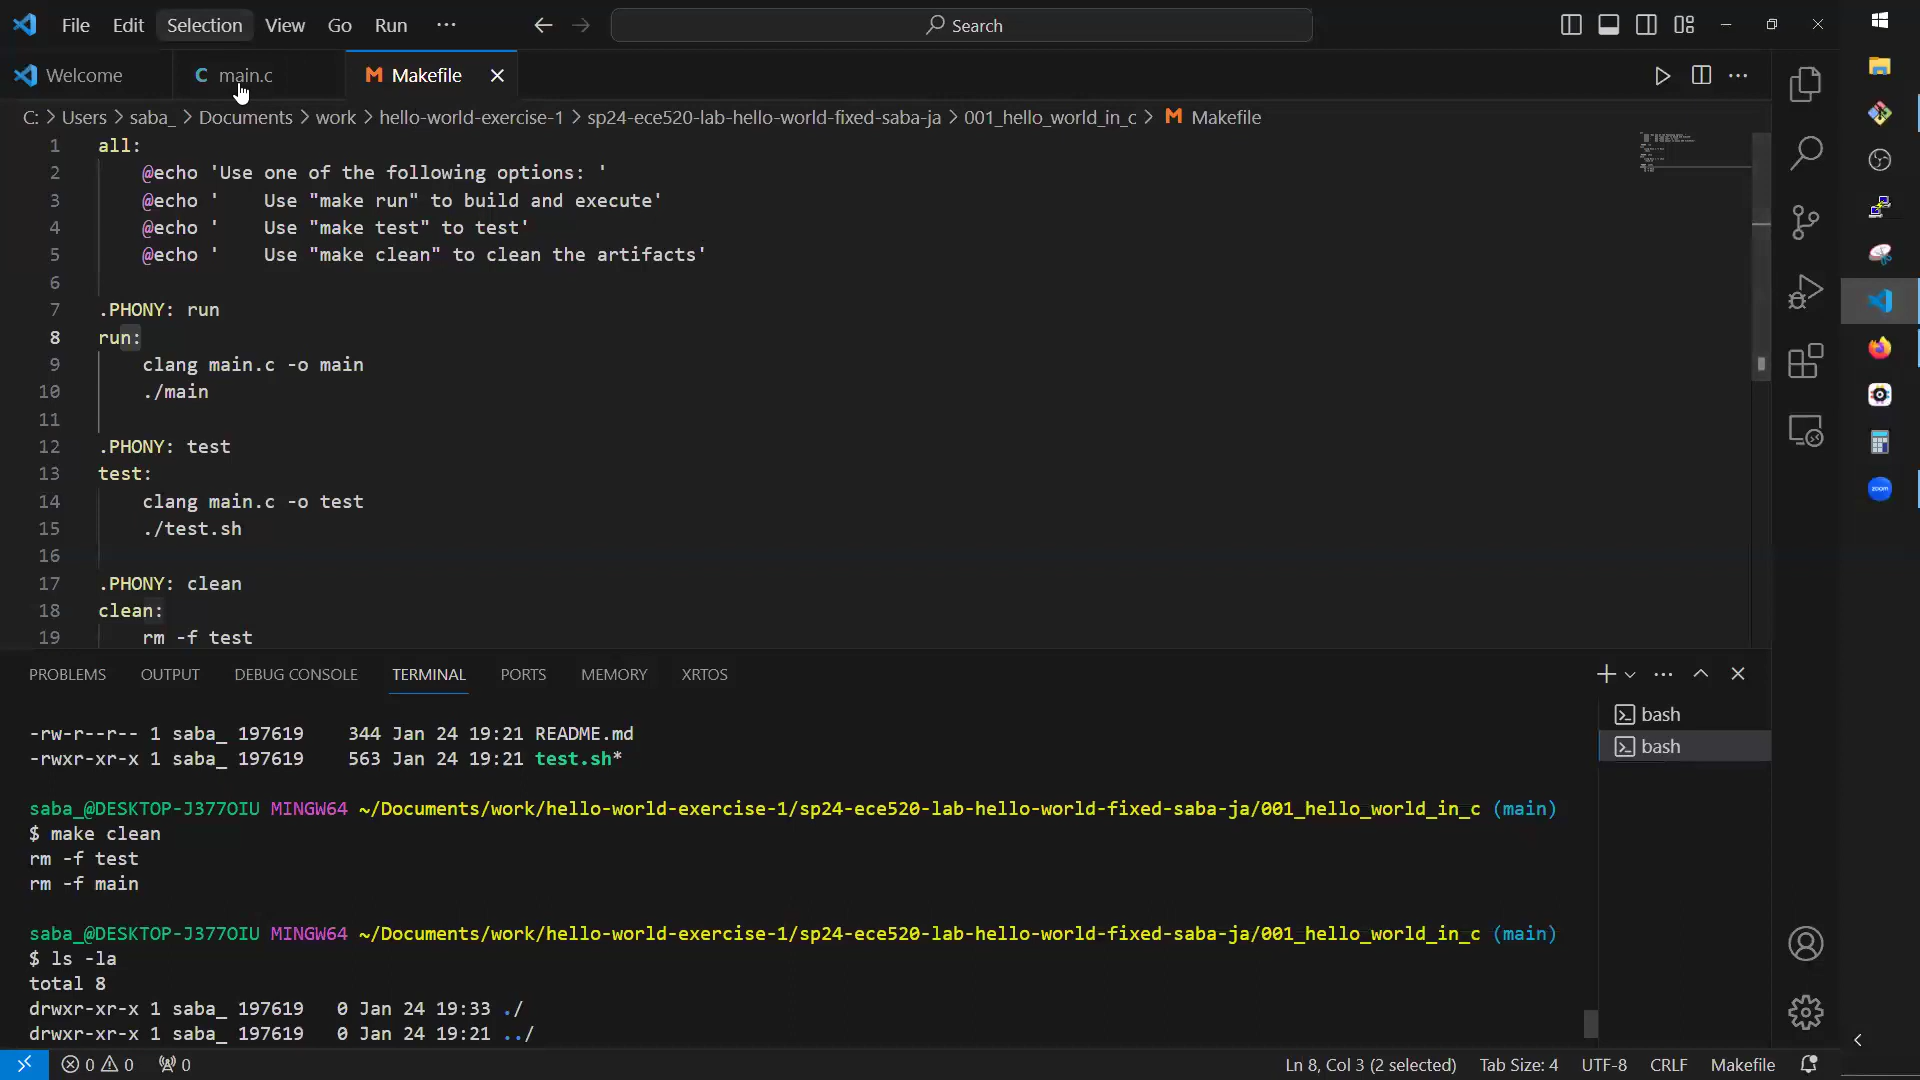 File Edit Selection View Go Run ··· Search
Welcome
C main.c
M Makefile
C: > Users > saba_ > Documents > work > hello-world-exercise-1 > sp24-ece520-lab-hello-world-fixed-saba-ja > 001_hello_world_in_c > M Makefile
1 all:
2 @echo 'Use one of the following options: '
3 @echo '    Use "make run" to build and execute'
4 @echo '    Use "make test" to test'
5 @echo '    Use "make clean" to clean the artifacts'
6
7 .PHONY: run
8 run:
9 clang main.c -o main
10 ./main
11
12 .PHONY: test
13 test:
14 clang main.c -o test
15 ./test.sh
16
17 .PHONY: clean
18 clean:
19 rm -f test
PROBLEMS OUTPUT DEBUG CONSOLE TERMINAL PORTS MEMORY XRTOS
bash
bash
-rw-r--r-- 1 saba_ 197619    344 Jan 24 19:21 README.md
-rwxr-xr-x 1 saba_ 197619    563 Jan 24 19:21 test.sh*
saba_@DESKTOP-J377OIU MINGW64 ~/Documents/work/hello-world-exercise-1/sp24-ece520-lab-hello-world-fixed-saba-ja/001_hello_world_in_c (main)
$ make clean
rm -f test
rm -f main
saba_@DESKTOP-J377OIU MINGW64 ~/Documents/work/hello-world-exercise-1/sp24-ece520-lab-hello-world-fixed-saba-ja/001_hello_world_in_c (main)
$ ls -la
total 8
drwxr-xr-x 1 saba_ 197619   0 Jan 24 19:33 ./
drwxr-xr-x 1 saba_ 197619   0 Jan 24 19:21 ../
0 0 0 Ln 8, Col 3 (2 selected) Tab Size: 4 UTF-8 CRLF Makefile
zoom